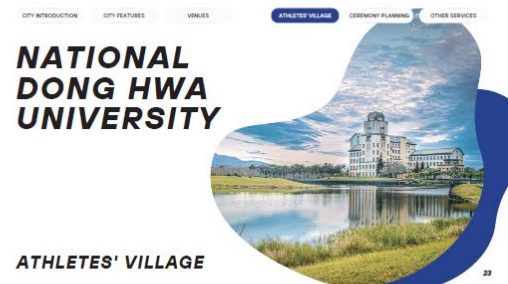 CITY INTRODUCTION
CITY FEATURES
VENUES
ATHLETES' VILLAGE
CEREMONY PLANNING
OTHER SERVICES
NATIONAL
DONG HWA
UNIVERSITY
ATHLETES' VILLAGE
23